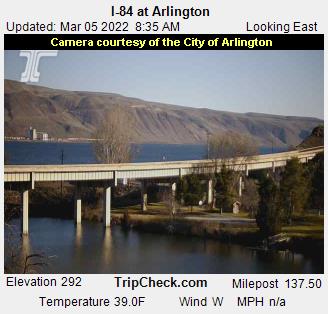 I-84 at Arlington
Updated: Mar 05 2022 8:35 AM Looking East
Camera courtesy of the City of Arlington
Elevation 292 TripCheck.com Milepost 137.50
Temperature 39.0F Wind W MPH n/a